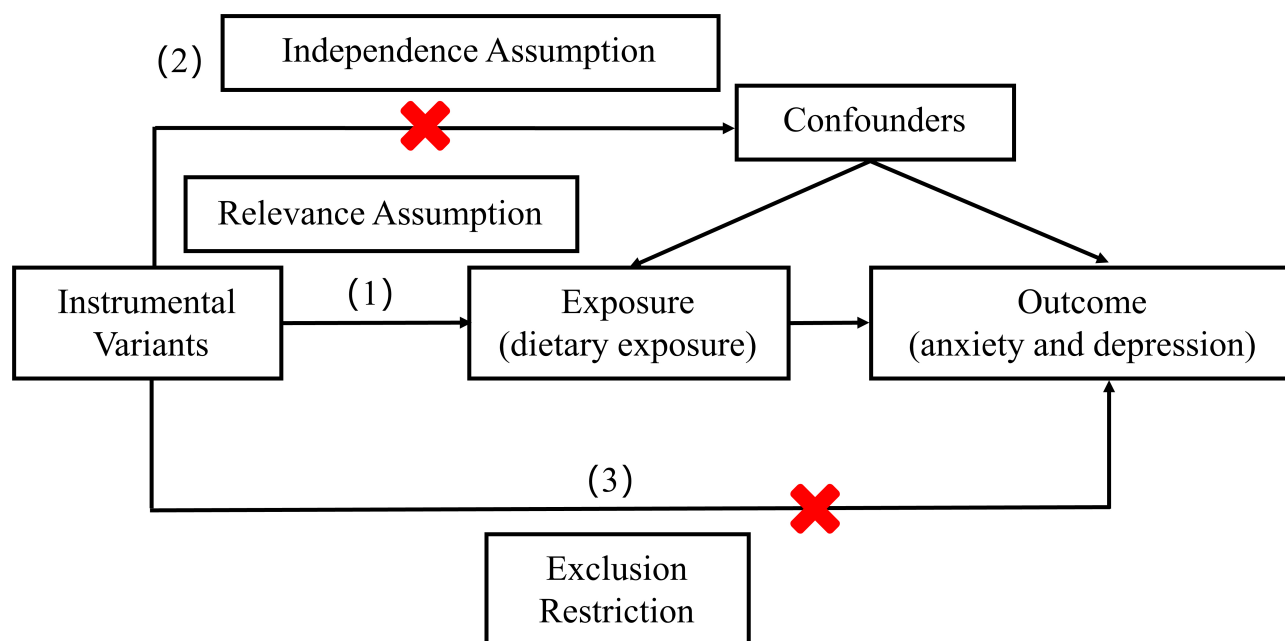 (2)
Independence Assumption
Confounders
Relevance Assumption
Instrumental
Variants
(1)
Exposure
(dietary exposure)
Outcome
(anxiety and depression)
(3)
Exclusion
Restriction